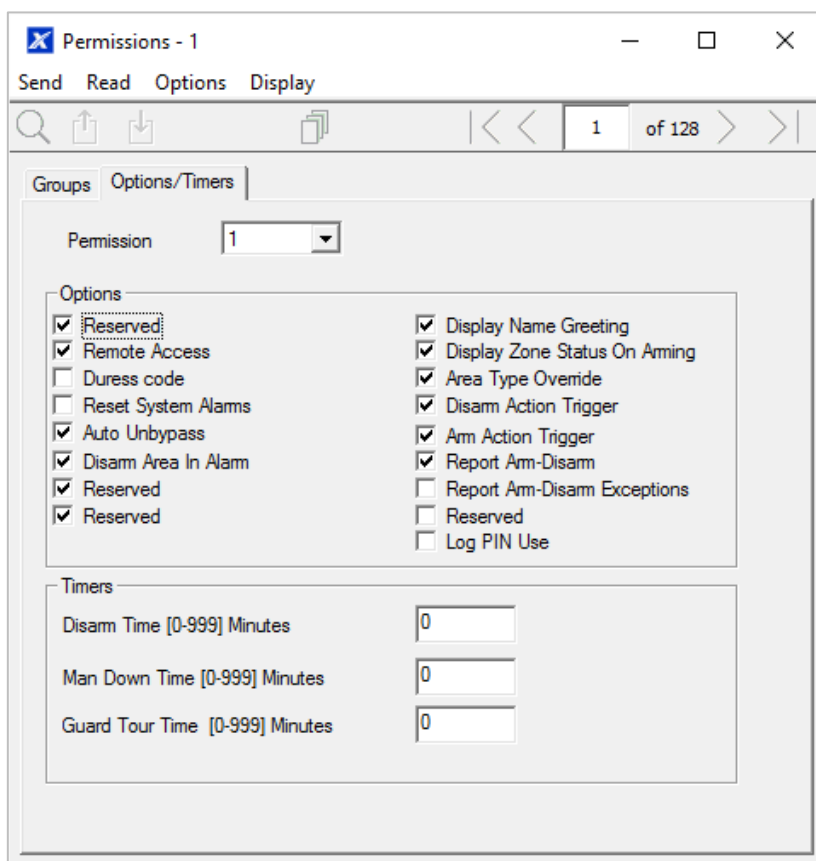 Permissions - 1
Send Read Options Display
1 of 128
Groups Options/Timers
Permission 1
Options
Reserved Display Name Greeting
Remote Access Display Zone Status On Arming
Duress code Area Type Override
Reset System Alarms Disarm Action Trigger
Auto Unbypass Arm Action Trigger
Disarm Area In Alarm Report Arm-Disarm
Reserved Report Arm-Disarm Exceptions
Reserved Reserved
Log PIN Use
Timers
Disarm Time [0-999] Minutes 0
Man Down Time [0-999] Minutes 0
Guard Tour Time [0-999] Minutes 0